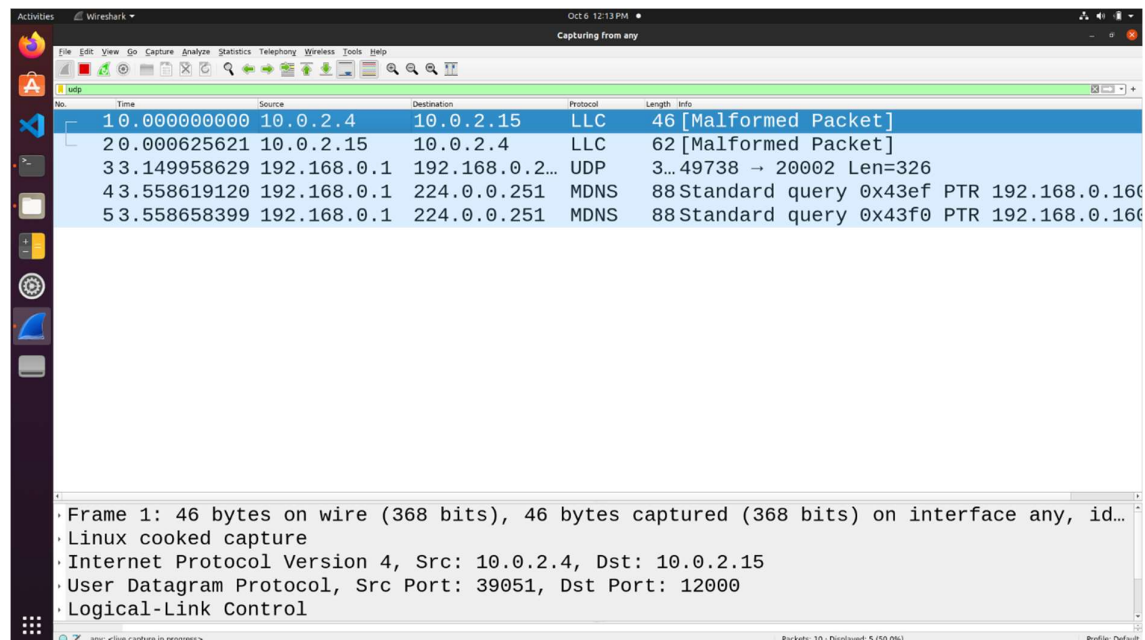 Activities Wireshark Oct 6 12:13 PM
Capturing from any
File Edit View Go Capture Analyze Statistics Telephony Wireless Tools Help
udp
No. Time Source Destination Protocol Length Info
1 0.000000000 10.0.2.4 10.0.2.15 LLC 46 [Malformed Packet]
2 0.000625621 10.0.2.15 10.0.2.4 LLC 62 [Malformed Packet]
3 3.149958629 192.168.0.1 192.168.0.2… UDP 3… 49738 → 20002 Len=326
4 3.558619120 192.168.0.1 224.0.0.251 MDNS 88 Standard query 0x43ef PTR 192.168.0.160
5 3.558658399 192.168.0.1 224.0.0.251 MDNS 88 Standard query 0x43f0 PTR 192.168.0.160
Frame 1: 46 bytes on wire (368 bits), 46 bytes captured (368 bits) on interface any, id…
Linux cooked capture
Internet Protocol Version 4, Src: 10.0.2.4, Dst: 10.0.2.15
User Datagram Protocol, Src Port: 39051, Dst Port: 12000
Logical-Link Control
any: <live capture in progress> Packets: 10 · Displayed: 5 (50.0%) Profile: Default